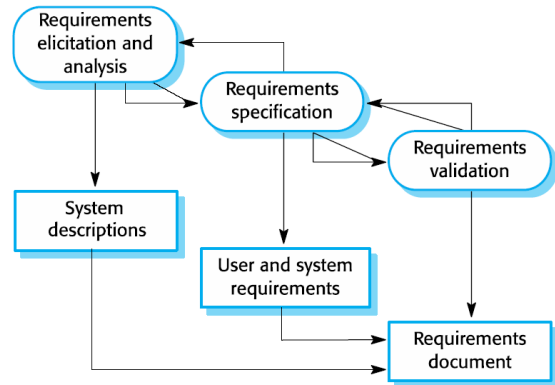 Requirements
elicitation and
analysis
Requirements
specification
Requirements
validation
System
descriptions
User and system
requirements
Requirements
document